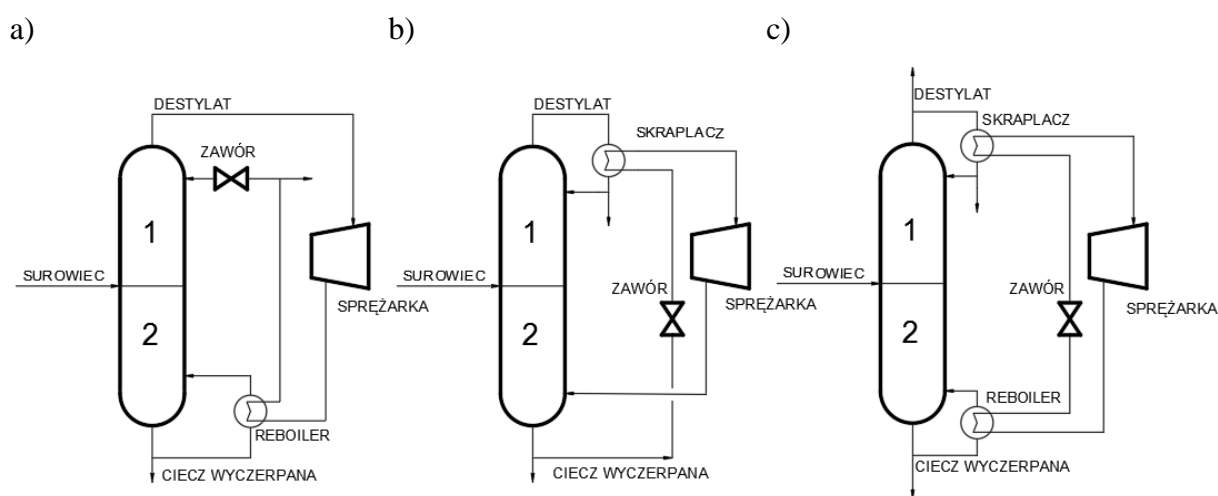 a)
DESTYLAT
ZAWÓR
1
SUROWIEC
SPRĘŻARKA
2
REBOILER
CIECZ WYCZERPANA
b)
DESTYLAT
SKRAPLACZ
1
SUROWIEC
SPRĘŻARKA
ZAWÓR
2
CIECZ WYCZERPANA
c)
DESTYLAT
SKRAPLACZ
1
SUROWIEC
ZAWÓR
SPRĘŻARKA
2
REBOILER
CIECZ WYCZERPANA